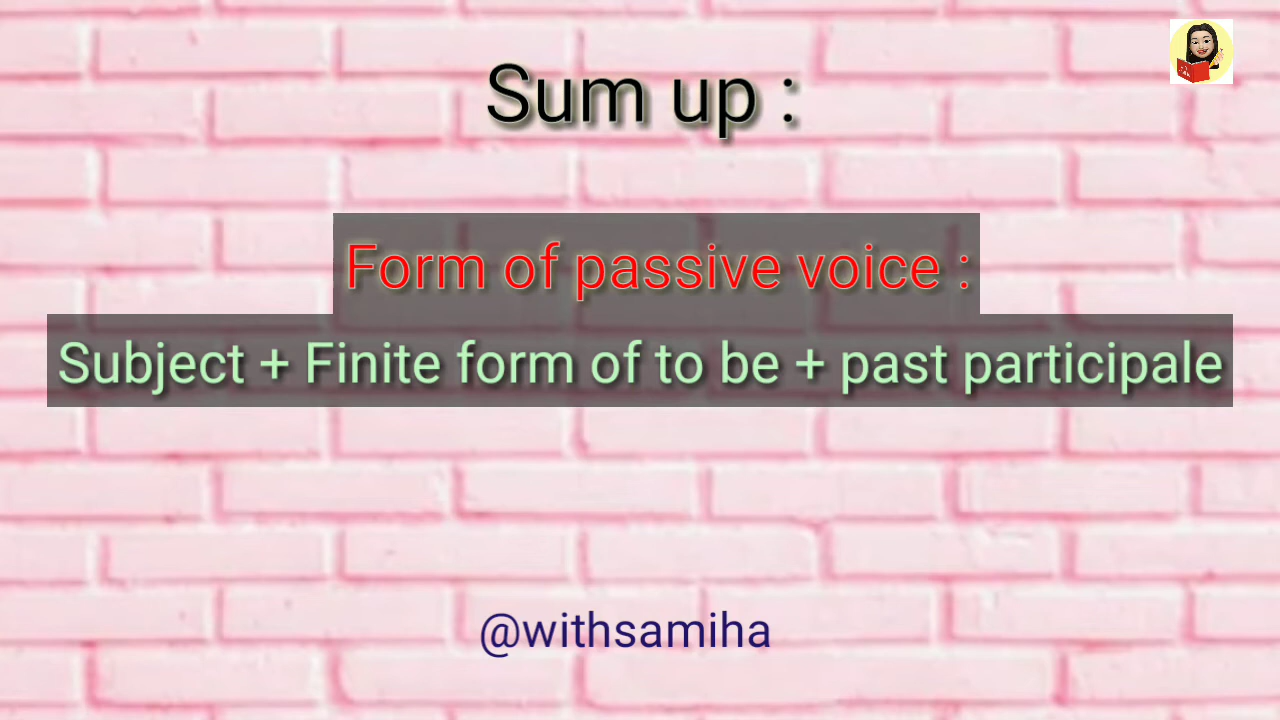 Sum up :
Form of passive voice :
Subject + Finite form of to be + past participale
@withsamiha